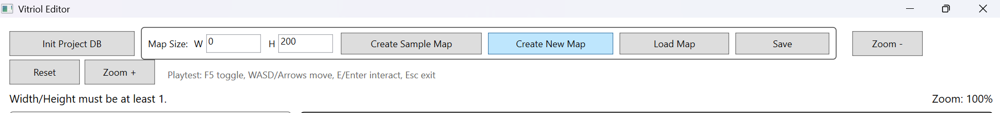 Vitriol Editor
Init Project DB Map Size: W 0 H 200 Create Sample Map Create New Map Load Map Save Zoom -
Reset Zoom + Playtest: F5 toggle, WASD/Arrows move, E/Enter interact, Esc exit
Width/Height must be at least 1. Zoom: 100%